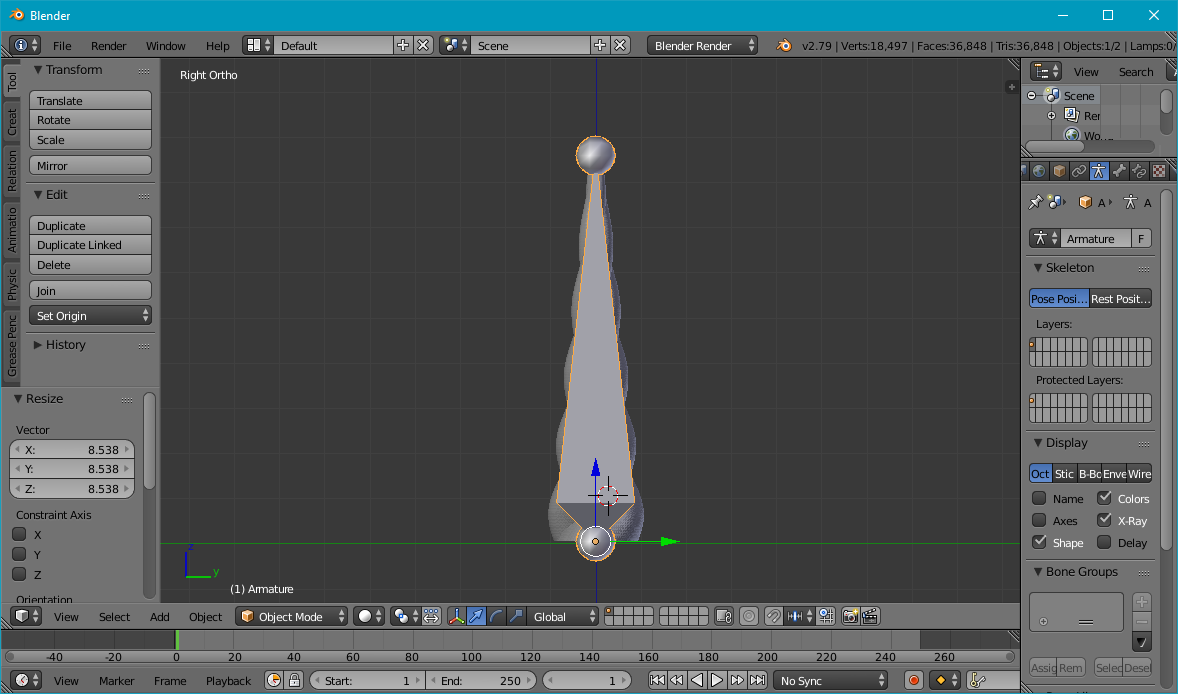 Blender
File Render Window Help Default Scene Blender Render v2.79 | Verts:18,497 | Faces:36,848 | Tris:36,848 | Objects:1/2 | Lamps:0/
Tool
Creat
Relation
Animatio
Physic
Grease Penc
Transform
Translate
Rotate
Scale
Mirror
Edit
Duplicate
Duplicate Linked
Delete
Join
Set Origin
History
Resize
Vector
X: 8.538
Y: 8.538
Z: 8.538
Constraint Axis
X
Y
Z
Orientation
Right Ortho
z
y
(1) Armature
View Search
Scene
Rer
Wo
A A
Armature F
Skeleton
Pose Posi... Rest Posit...
Layers:
Protected Layers:
Display
Oct Stic B-Bo Enve Wire
Name Colors
Axes X-Ray
Shape Delay
Bone Groups
Assig Rem Selec Desel
View Select Add Object Object Mode Global
-40 -20 0 20 40 60 80 100 120 140 160 180 200 220 240 260
View Marker Frame Playback Start: 1 End: 250 1 No Sync